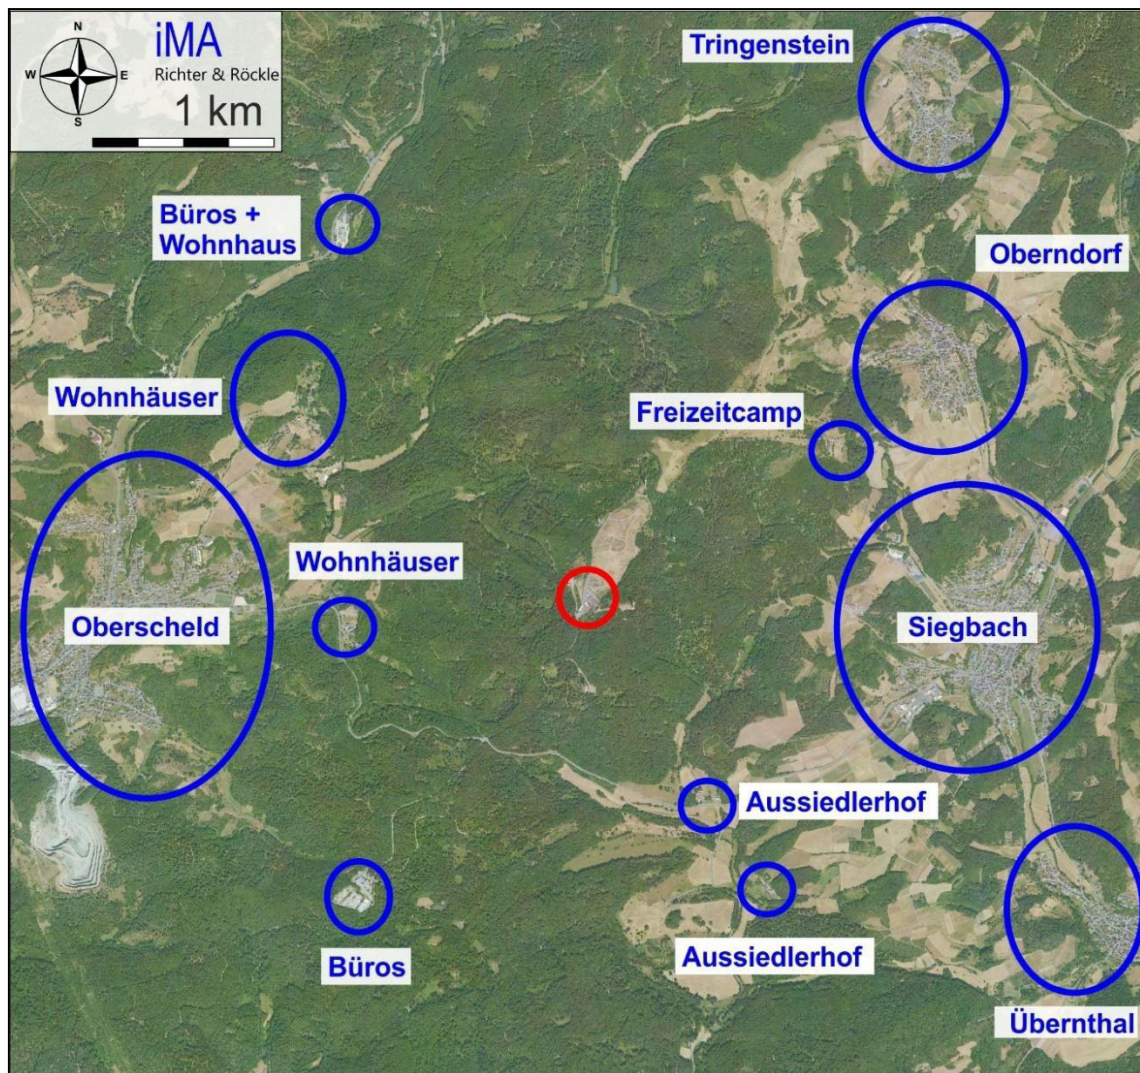 N
W
E
S
iMA
Richter & Röckle
1 km
Tringenstein
Büros +
Wohnhaus
Oberndorf
Wohnhäuser
Freizeitcamp
Wohnhäuser
Oberscheld
Siegbach
Aussiedlerhof
Büros
Aussiedlerhof
Übernthal